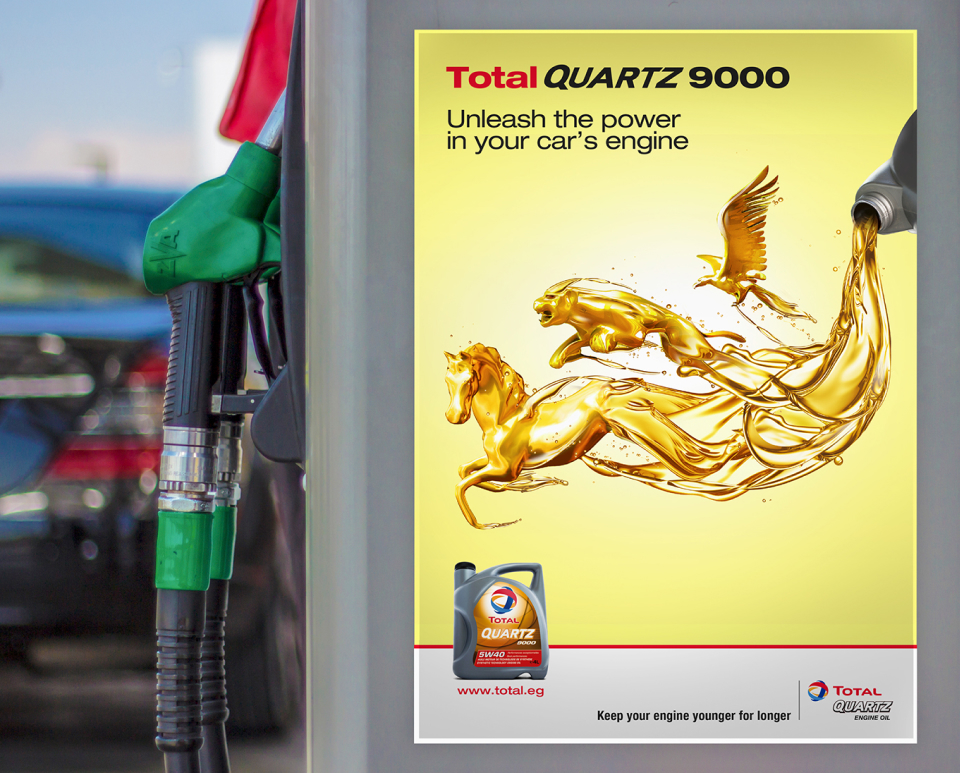 Total QUARTZ 9000
Unleash the power
in your car's engine
TOTAL
QUARTZ
9000
5W40
www.total.eg
Keep your engine younger for longer
TOTAL
QUARTZ
ENGINE OIL